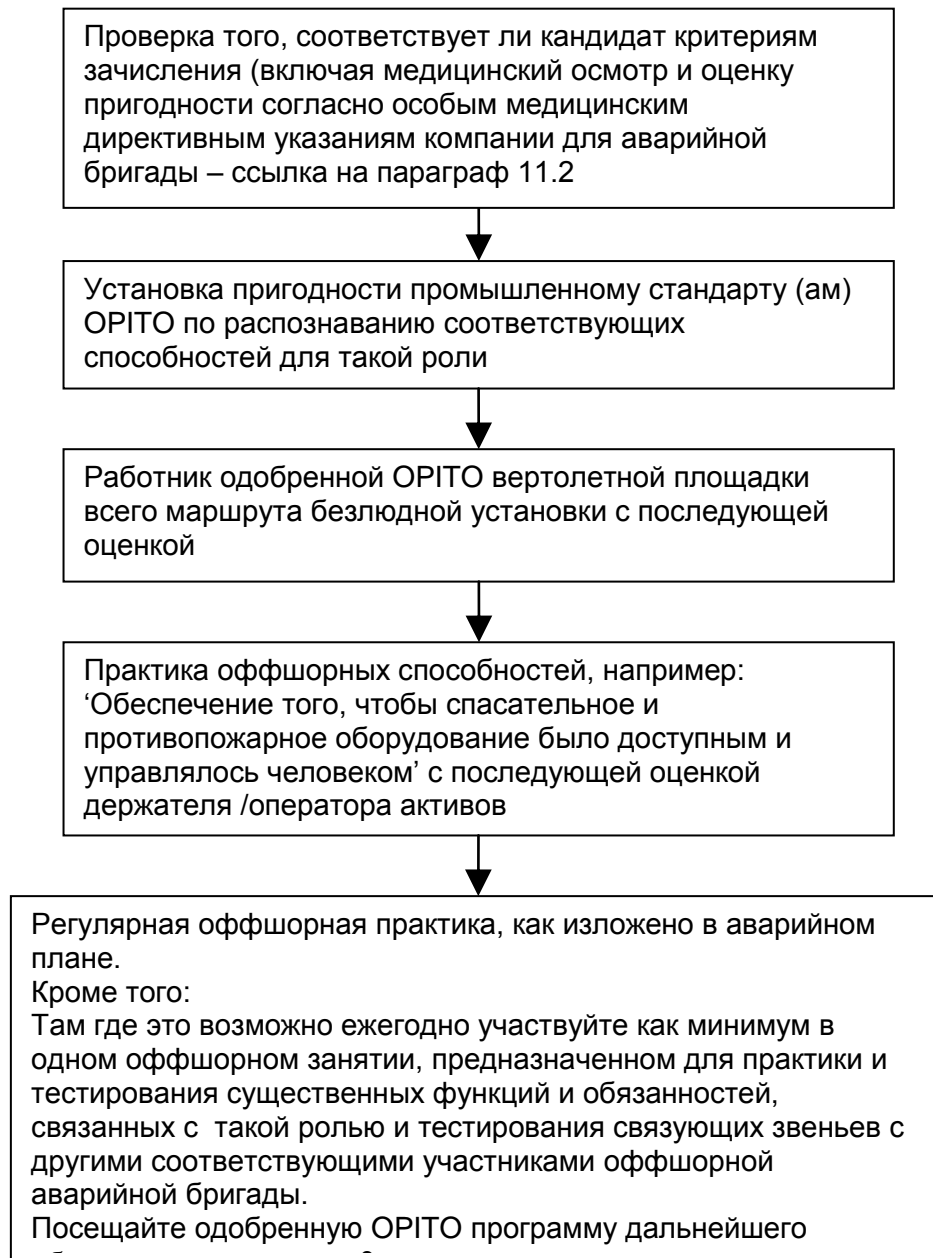 Проверка того, соответствует ли кандидат критериям
зачисления (включая медицинский осмотр и оценку
пригодности согласно особым медицинским
директивным указаниям компании для аварийной
бригады – ссылка на параграф 11.2
Установка пригодности промышленному стандарту (ам)
OPITO по распознаванию соответствующих
способностей для такой роли
Работник одобренной OPITO вертолетной площадки
всего маршрута безлюдной установки с последующей
оценкой
Практика оффшорных способностей, например:
‘Обеспечение того, чтобы спасательное и
противопожарное оборудование было доступным и
управлялось человеком’ с последующей оценкой
держателя /оператора активов
Регулярная оффшорная практика, как изложено в аварийном
плане.
Кроме того:
Там где это возможно ежегодно участвуйте как минимум в
одном оффшорном занятии, предназначенном для практики и
тестирования существенных функций и обязанностей,
связанных с  такой ролью и тестирования связующих звеньев с
другими соответствующими участниками оффшорной
аварийной бригады.
Посещайте одобренную OPITO программу дальнейшего